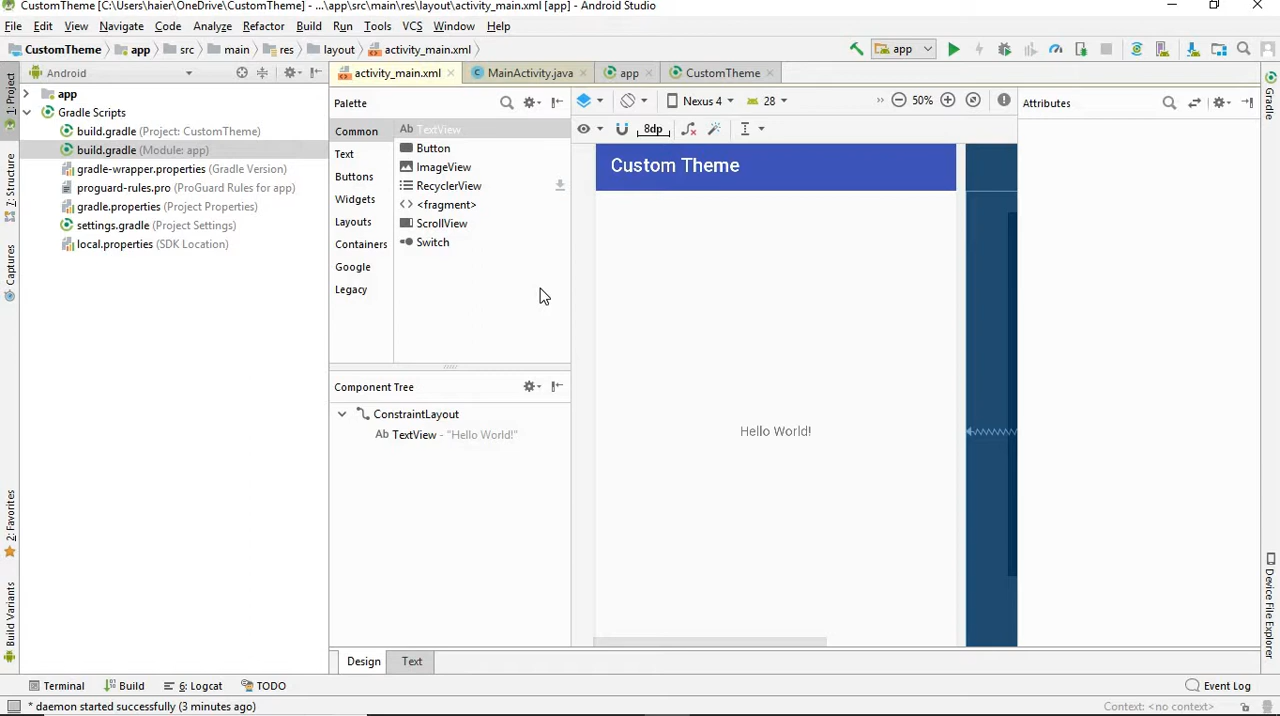 CustomTheme [C:\Users\haier\OneDrive\CustomTheme] - ...\app\src\main\res\layout\activity_main.xml [app] - Android Studio
File Edit View Navigate Code Analyze Refactor Build Run Tools VCS Window Help
CustomTheme app src main res layout activity_main.xml app
1: Project
7: Structure
Captures
2: Favorites
Build Variants
Android
app
Gradle Scripts
build.gradle (Project: CustomTheme)
build.gradle (Module: app)
gradle-wrapper.properties (Gradle Version)
proguard-rules.pro (ProGuard Rules for app)
gradle.properties (Project Properties)
settings.gradle (Project Settings)
local.properties (SDK Location)
activity_main.xml MainActivity.java app CustomTheme
Palette
Common
Text
Buttons
Widgets
Layouts
Containers
Google
Legacy
Ab TextView
Button
ImageView
RecyclerView
<fragment>
ScrollView
Switch
Component Tree
ConstraintLayout
Ab TextView - "Hello World!"
Nexus 4 28 50%
8dp
Custom Theme
Hello World!
Attributes
Gradle
Device File Explorer
Design Text
Terminal Build 6: Logcat TODO Event Log
* daemon started successfully (3 minutes ago) Context: <no context>